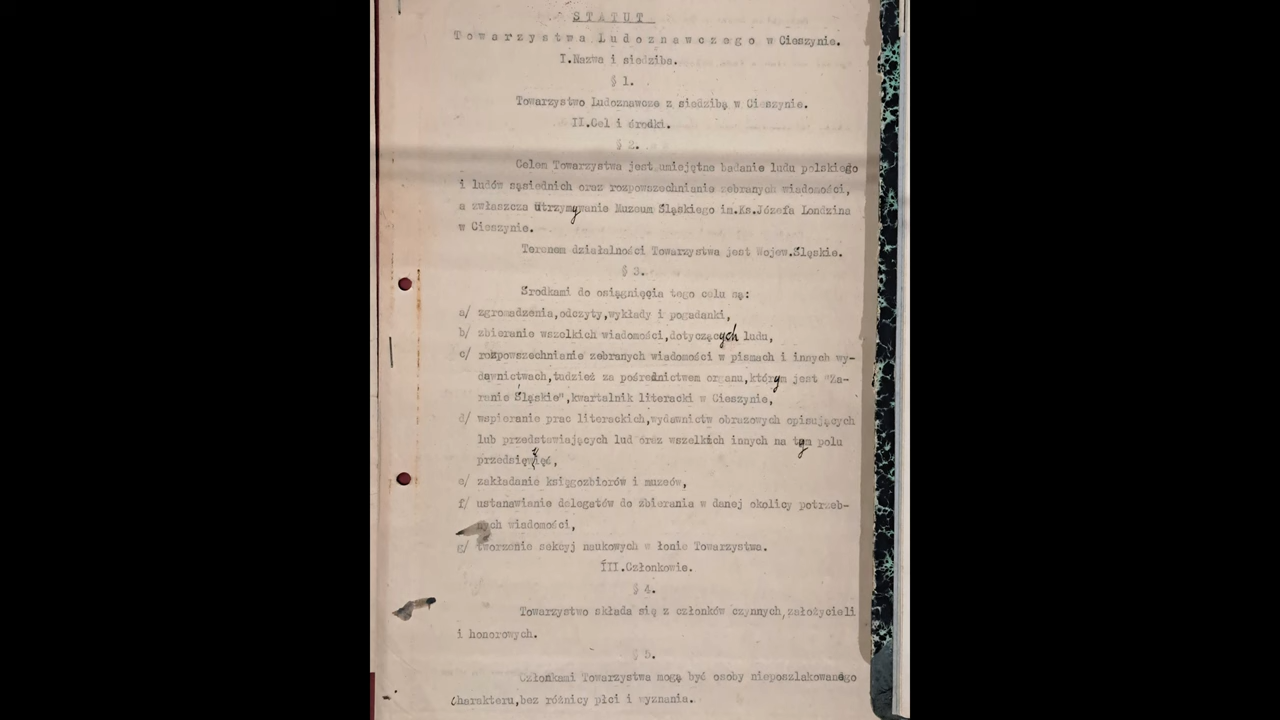 STATUT
Towarzystwa Ludoznawczego w Cieszynie.
I.Nazwa i siedziba.
§ 1.
Towarzystwo Ludoznawcze z siedzibą w Cieszynie.
II.Cel i środki.
§ 2.
Celem Towarzystwa jest umiejętne badanie ludu polskiego
i ludów sąsiednich oraz rozpowszechnianie zebranych wiadomości,
a zwłaszcza utrzymywanie Muzeum Śląskiego im.Ks.Józefa Londzina
w Cieszynie.
Terenem działalności Towarzystwa jest Wojew.Śląskie.
§ 3.
Środkami do osiągnięcia tego celu są:
a/ zgromadzenia,odczyty,wykłady i pogadanki,
b/ zbieranie wszelkich wiadomości,dotyczących ludu,
c/ rozpowszechnianie zebranych wiadomości w pismach i innych wy-
dawnictwach,tudzież za pośrednictwem organu,którym jest "Za-
ranie Śląskie",kwartalnik literacki w Cieszynie,
d/ wspieranie prac literackich,wydawnictw obrazowych opisujących
lub przedstawiających lud oraz wszelkich innych na tym polu
przedsięwzięć,
e/ zakładanie księgozbiorów i muzeów,
f/ ustanawianie delegatów do zbierania w danej okolicy potrzeb-
nych wiadomości,
g/ tworzenie sekcyj naukowych w łonie Towarzystwa.
III.Członkowie.
§ 4.
Towarzystwo składa się z członków czynnych,założycieli
i honorowych.
§ 5.
Członkami Towarzystwa mogą być osoby nieposzlakowanego
charakteru,bez różnicy płci i wyznania.